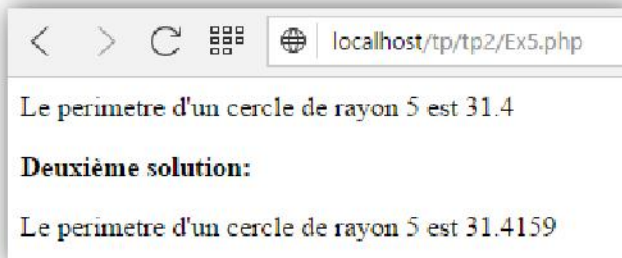 localhost/tp/tp2/Ex5.php
Le perimetre d'un cercle de rayon 5 est 31.4
Deuxième solution:
Le perimetre d'un cercle de rayon 5 est 31.4159